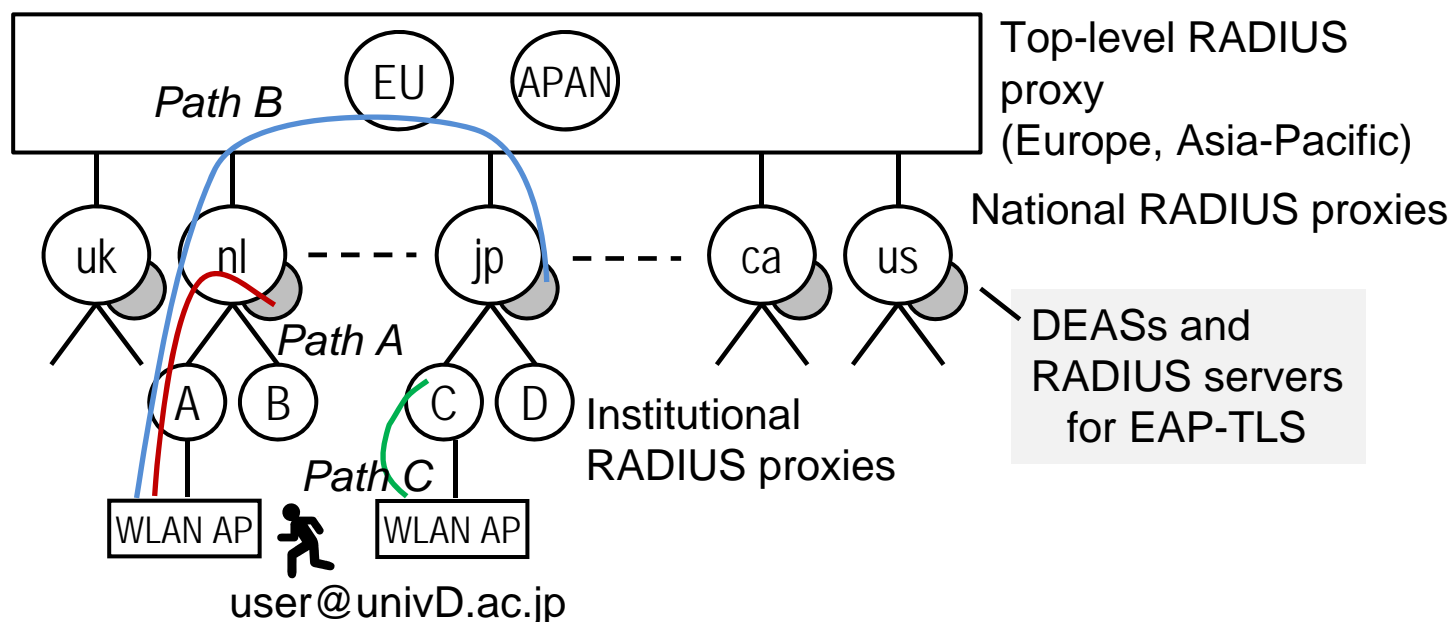 Top-level RADIUS
proxy
(Europe, Asia-Pacific)
EU
APAN
Path B
National RADIUS proxies
uk
nl
jp
ca
us
DEASs and
RADIUS servers
for EAP-TLS
Path A
A
B
C
D
Institutional
RADIUS proxies
Path C
WLAN AP
WLAN AP
user@univD.ac.jp